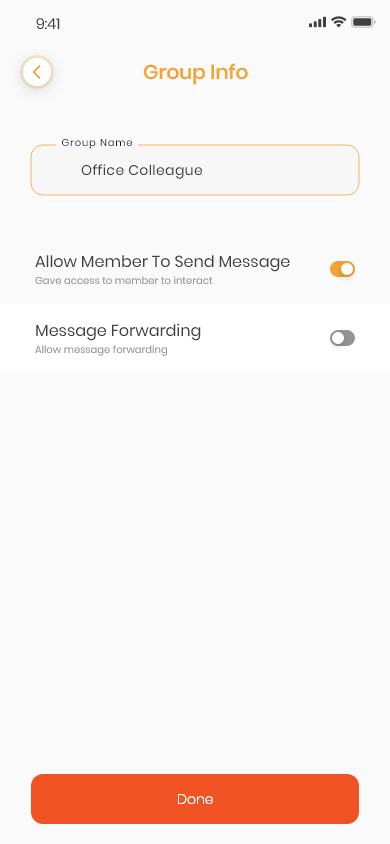 9:41
Group Info
Group Name
Office Colleague
Allow Member To Send Message
Gave access to member to interact
Message Forwarding
Allow message forwarding
Done